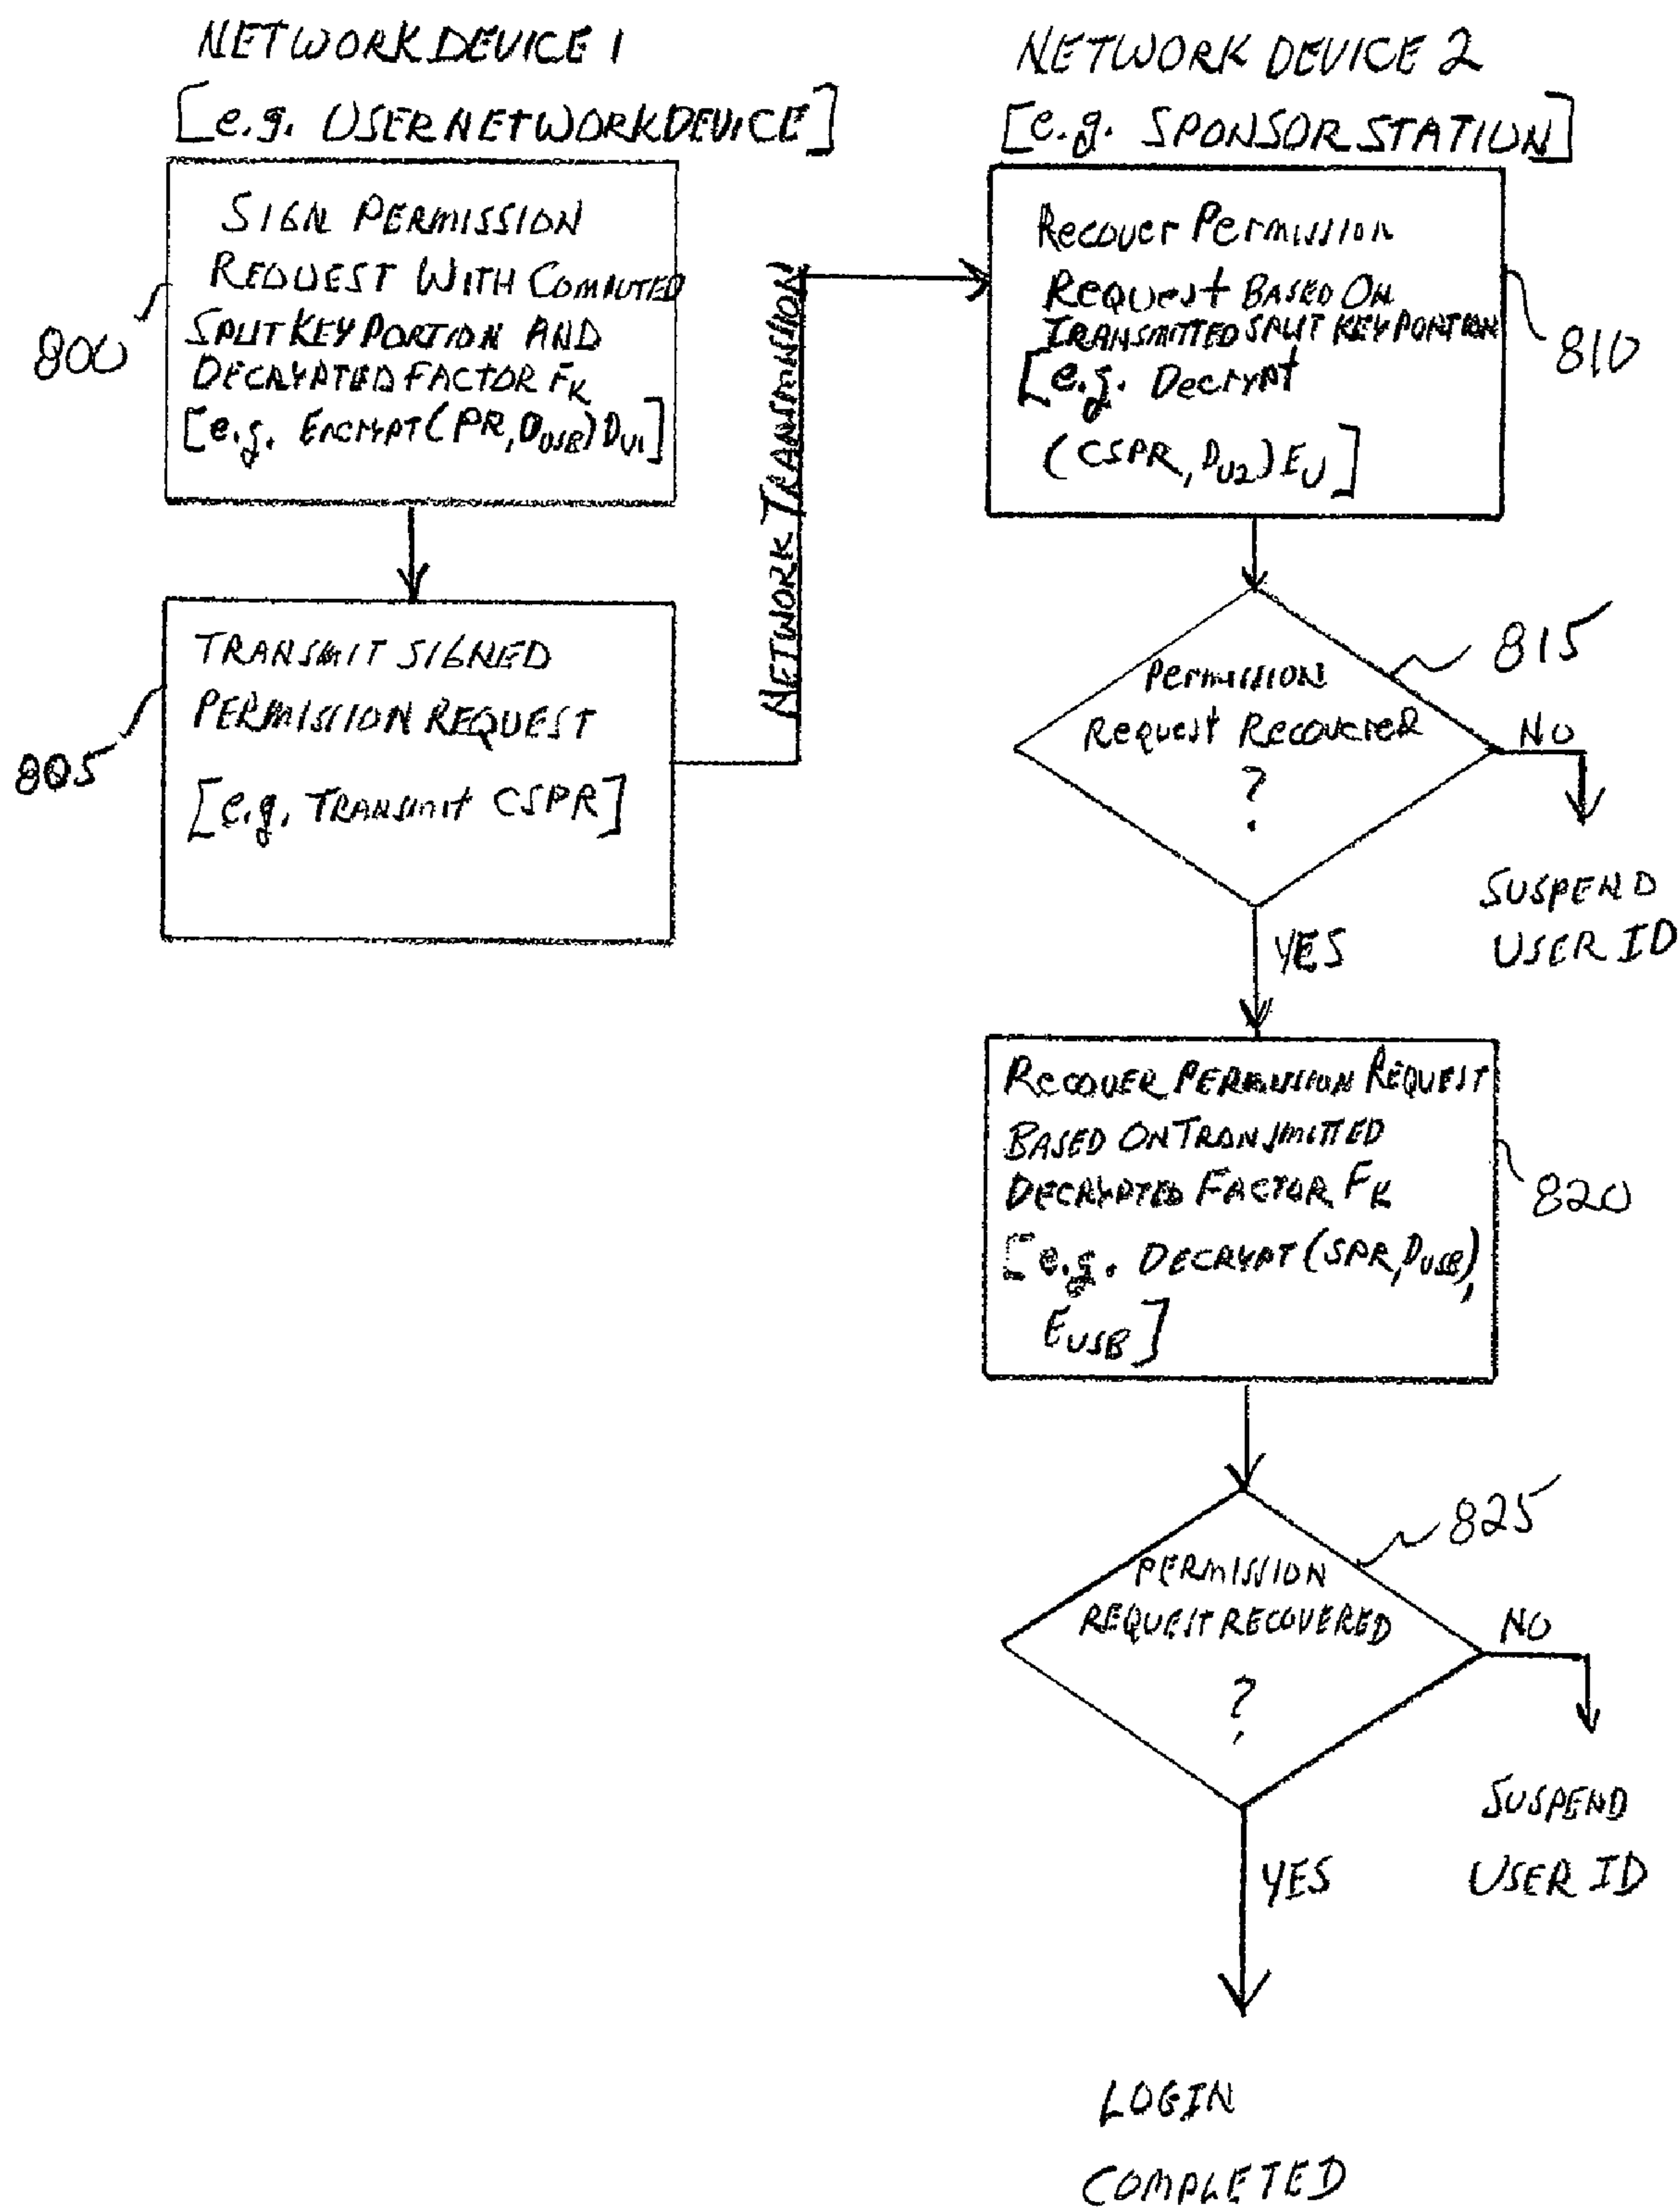 NETWORK DEVICE 1
[e.g. USER NETWORK DEVICE]
SIGN PERMISSION
REQUEST WITH COMPUTED
SPLIT KEY PORTION AND
DECRYPTED FACTOR FK
[e.g. ENCRYPT (PR, DUSB) DU1]
800
TRANSMIT SIGNED
PERMISSION REQUEST
[e.g. TRANSMIT CSPR]
805
NETWORK TRANSMISSION
NETWORK DEVICE 2
[e.g. SPONSOR STATION]
Recover Permission
Request BASED ON
TRANSMITTED SPLIT KEY PORTION
[e.g. Decrypt
(CSPR, DU2) EU]
810
Permission
Request Recovered
?
815
NO
SUSPEND
USER ID
YES
RECOVER PERMISSION REQUEST
BASED ON TRANSMITTED
DECRYPTED FACTOR FK
[e.g. DECRYPT (SPR, DUSB),
EUSB]
820
PERMISSION
REQUEST RECOVERED
?
825
NO
SUSPEND
USER ID
YES
LOGIN
COMPLETED